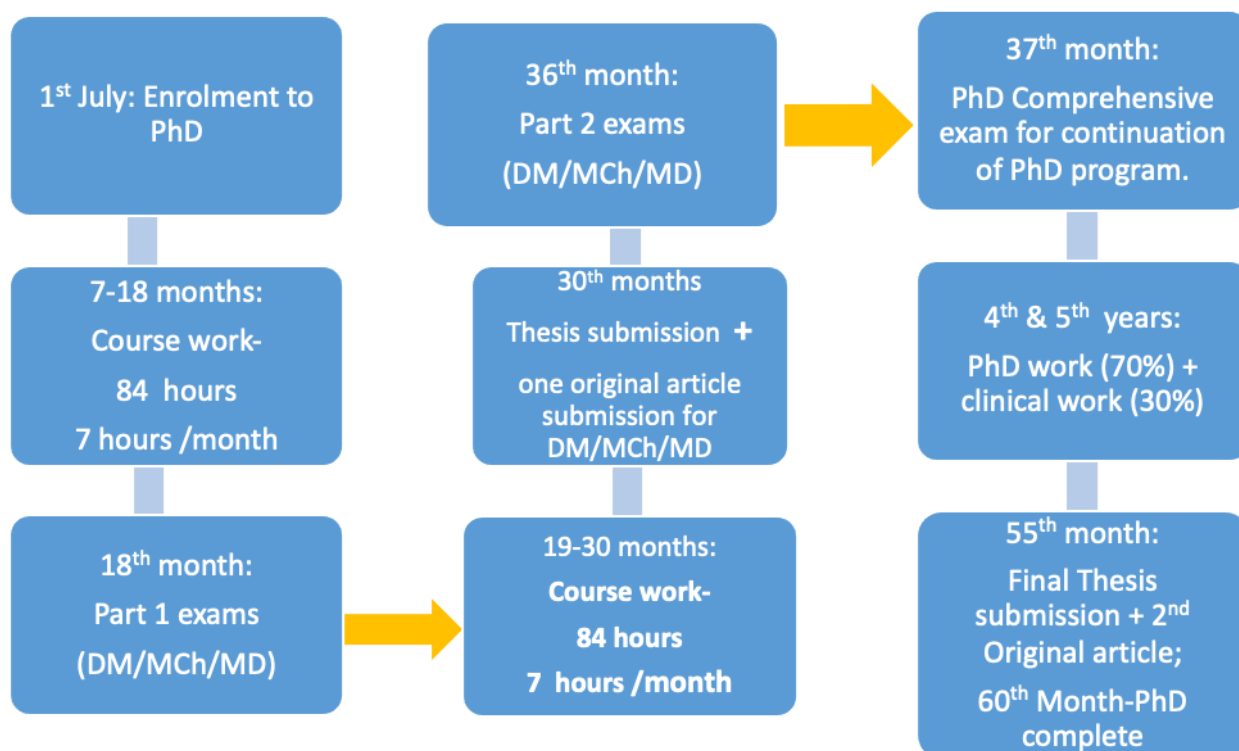 1st July: Enrolment to
PhD
7-18 months:
Course work-
84 hours
7 hours /month
18th month:
Part 1 exams
(DM/MCh/MD)
19-30 months:
Course work-
84 hours
7 hours /month
30th months
Thesis submission +
one original article
submission for
DM/MCh/MD
36th month:
Part 2 exams
(DM/MCh/MD)
37th month:
PhD Comprehensive
exam for continuation
of PhD program.
4th & 5th years:
PhD work (70%) +
clinical work (30%)
55th month:
Final Thesis
submission + 2nd
Original article;
60th Month-PhD
complete